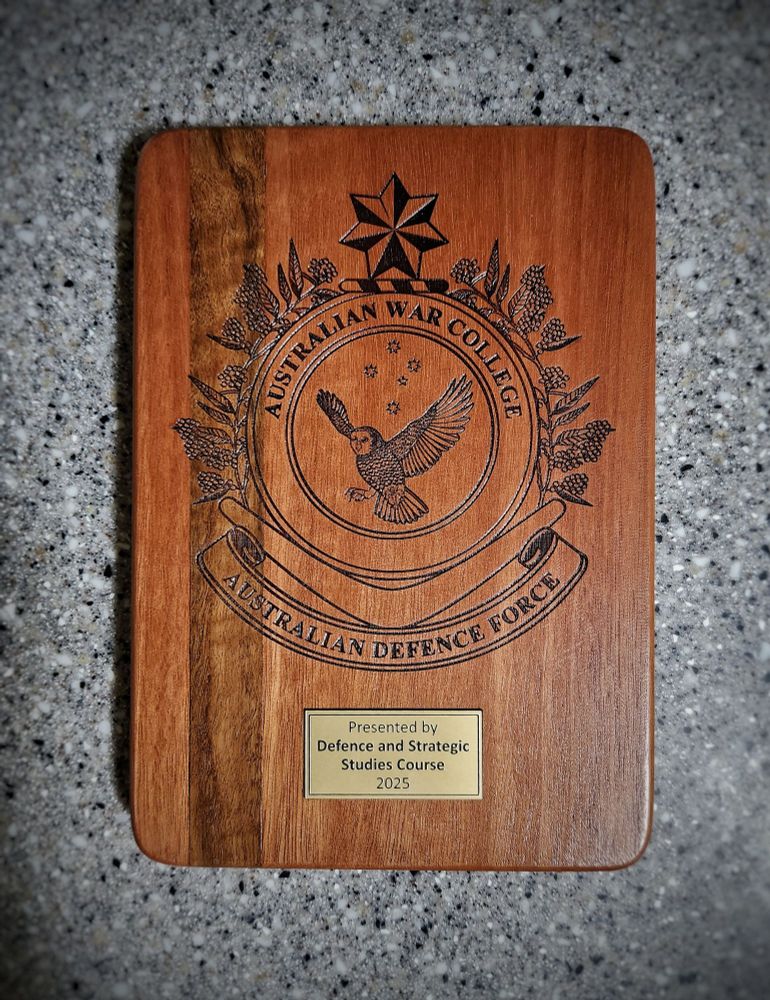 AUSTRALIAN WAR COLLEGE
AUSTRALIAN DEFENCE FORCE
Presented by
Defence and Strategic
Studies Course
2025